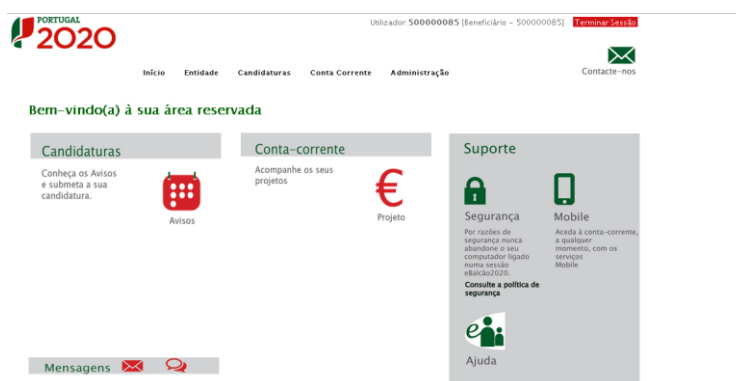 PORTUGAL
2020
Utilizador: 500000085 [Beneficiário - 500000085] Terminar Sessão
Contacte-nos
Início Entidade Candidaturas Conta Corrente Administração
Bem-vindo(a) à sua área reservada
Candidaturas
Conheça os Avisos
e submeta a sua
candidatura.
Avisos
Conta-corrente
Acompanhe os seus
projetos
€
Projeto
Suporte
Segurança
Por razões de
segurança nunca
abandone o seu
computador ligado
numa sessão
eBalcão2020.
Consulte a política de
segurança
Mobile
Aceda à conta-corrente,
a qualquer
momento, com os
serviços
Mobile
Ajuda
Mensagens